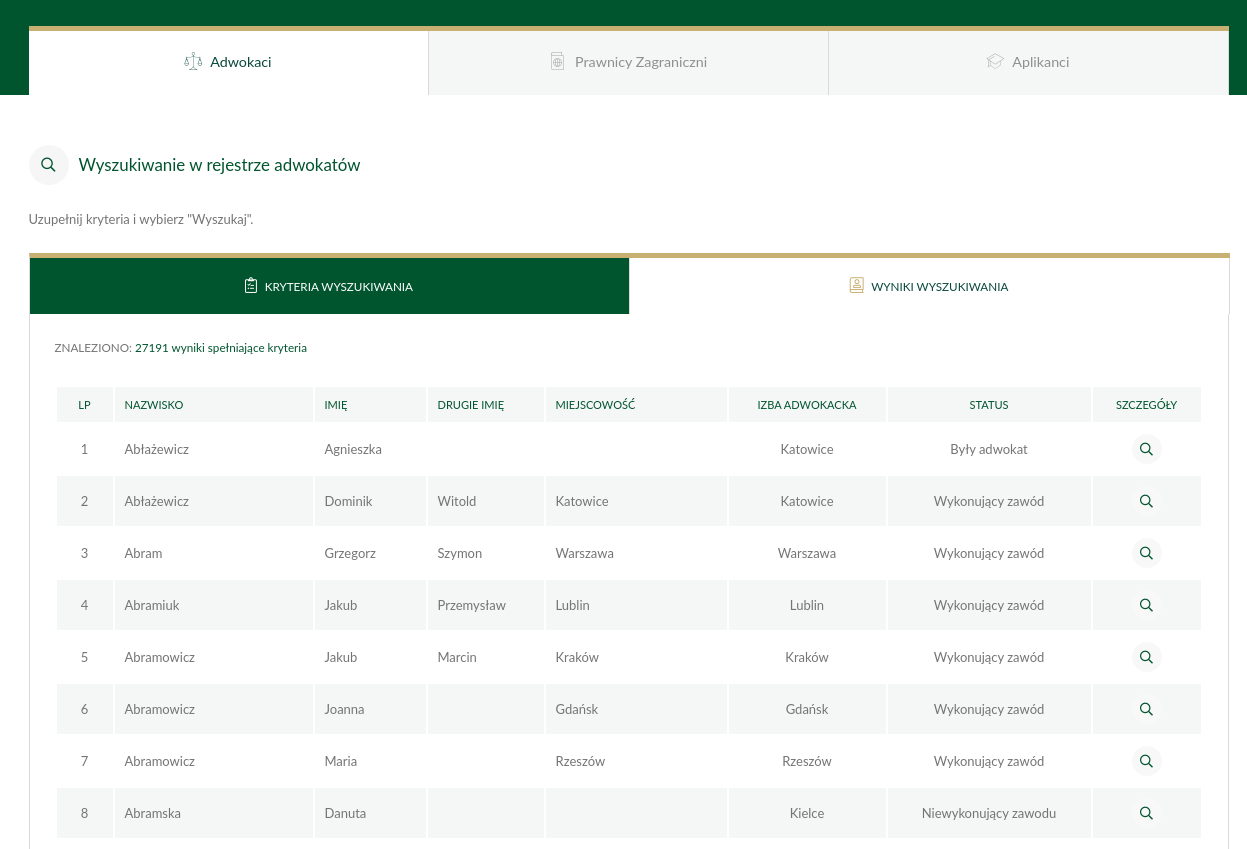 Adwokaci Prawnicy Zagraniczni Aplikanci
Wyszukiwanie w rejestrze adwokatów
Uzupełnij kryteria i wybierz "Wyszukaj".
KRYTERIA WYSZUKIWANIA WYNIKI WYSZUKIWANIA
ZNALEZIONO: 27191 wyniki spełniające kryteria
LP NAZWISKO IMIĘ DRUGIE IMIĘ MIEJSCOWOŚĆ IZBA ADWOKACKA STATUS SZCZEGÓŁY
1 Abłażewicz Agnieszka Katowice Były adwokat
2 Abłażewicz Dominik Witold Katowice Katowice Wykonujący zawód
3 Abram Grzegorz Szymon Warszawa Warszawa Wykonujący zawód
4 Abramiuk Jakub Przemysław Lublin Lublin Wykonujący zawód
5 Abramowicz Jakub Marcin Kraków Kraków Wykonujący zawód
6 Abramowicz Joanna Gdańsk Gdańsk Wykonujący zawód
7 Abramowicz Maria Rzeszów Rzeszów Wykonujący zawód
8 Abramska Danuta Kielce Niewykonujący zawodu